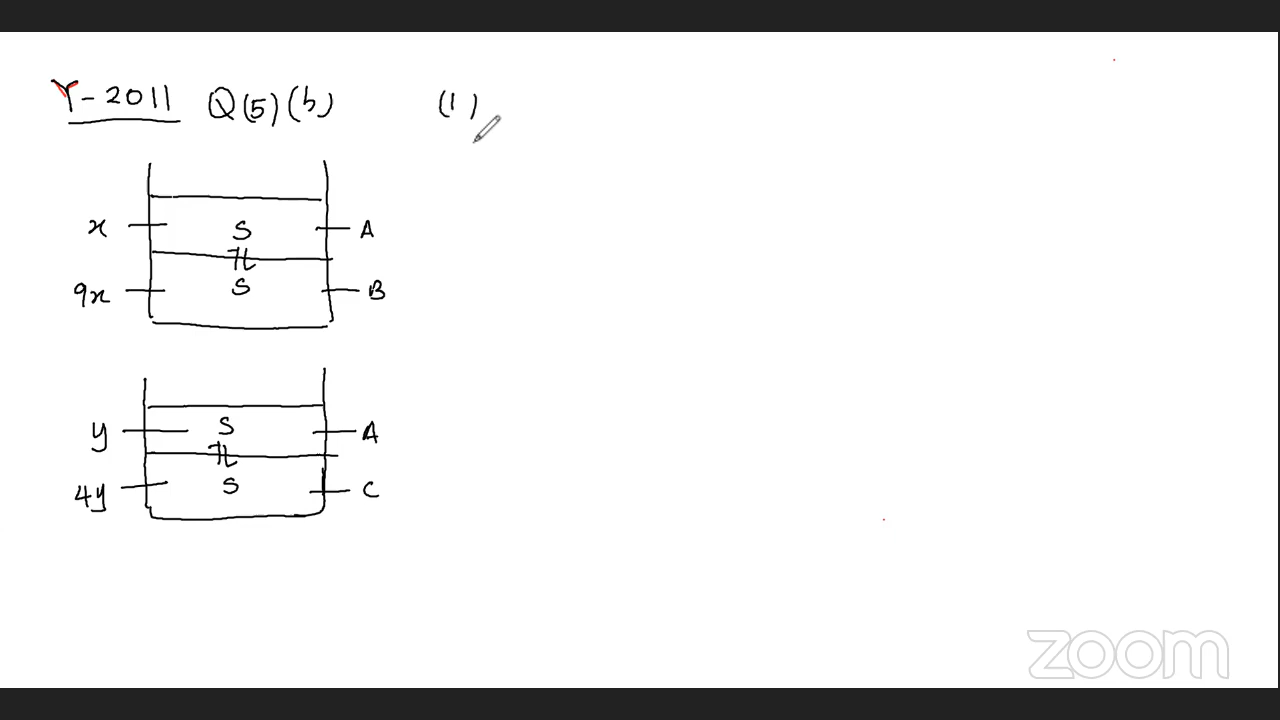 Y-2011 Q(5)(b) (1)
x S A
⇌
9x S B
y S A
⇌
4y S C
zoom